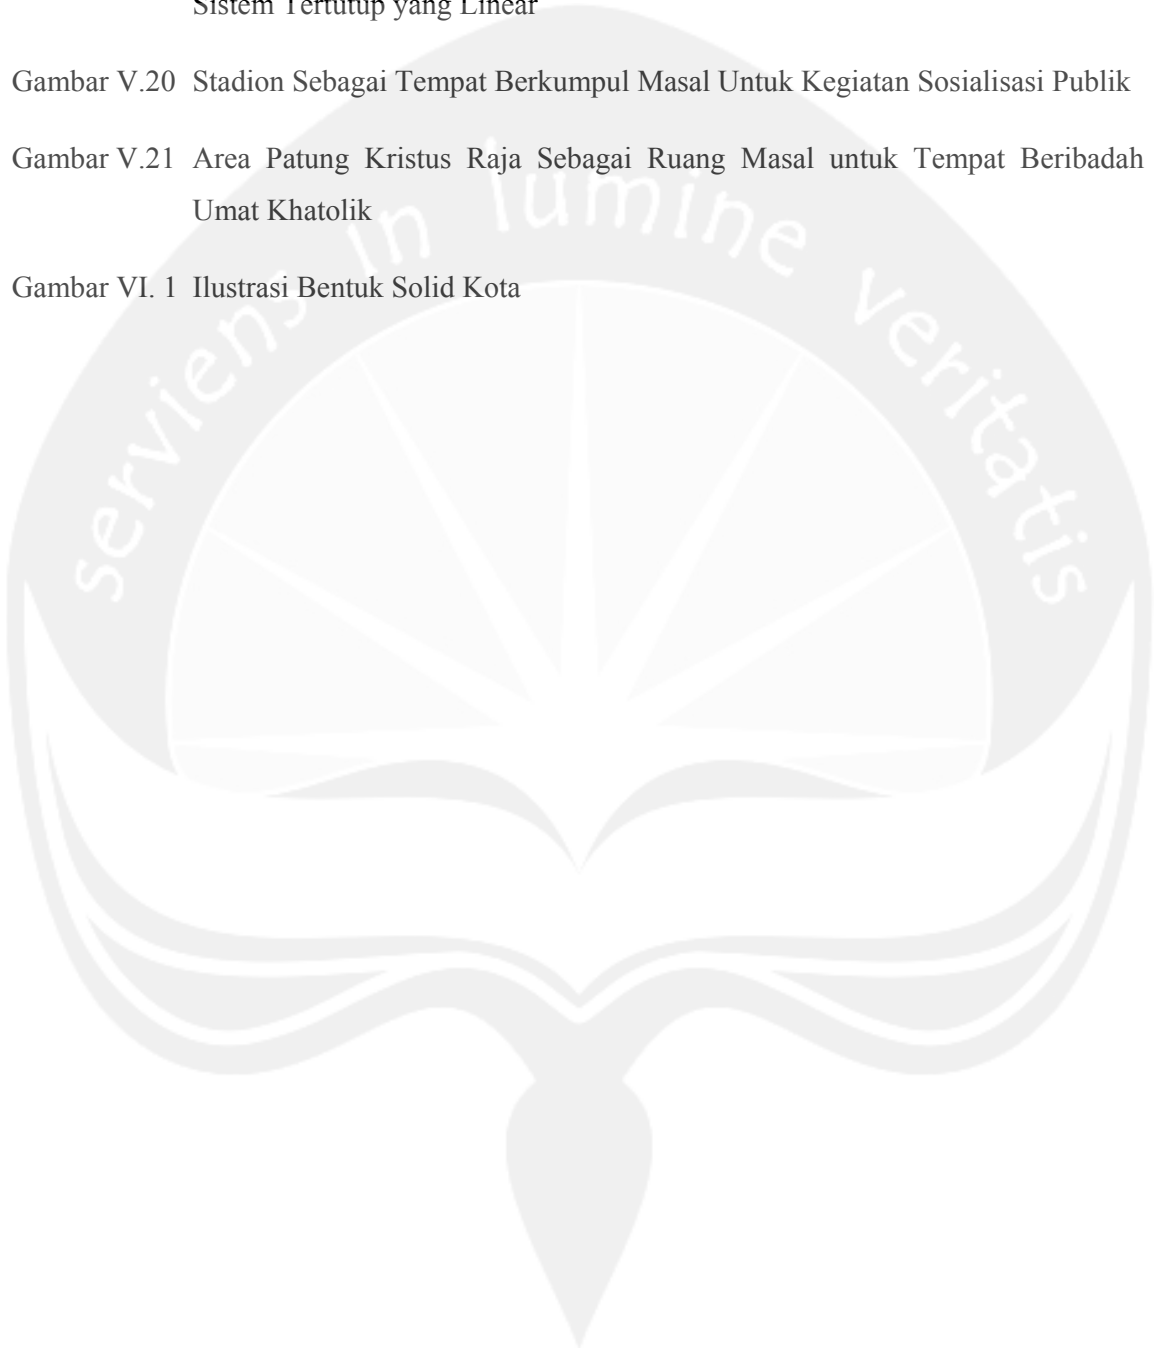 Sistem Tertutup yang Linear
Gambar V.20 Stadion Sebagai Tempat Berkumpul Masal Untuk Kegiatan Sosialisasi Publik
Gambar V.21 Area Patung Kristus Raja Sebagai Ruang Masal untuk Tempat Beribadah
Umat Khatolik
Gambar VI. 1 Ilustrasi Bentuk Solid Kota
serviens in lumine veritatis